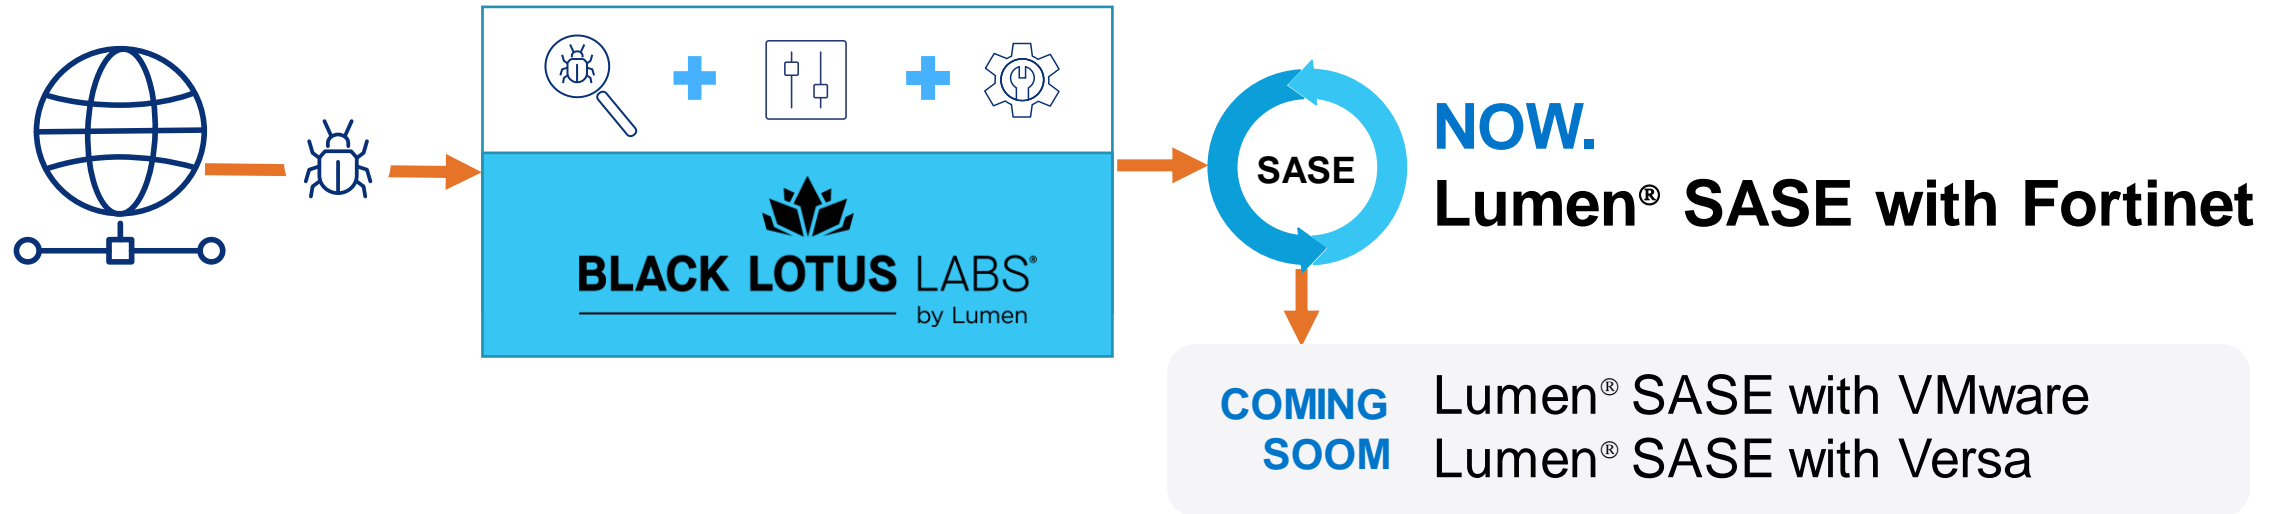 BLACK LOTUS LABS®
by Lumen
SASE
NOW.
Lumen® SASE with Fortinet
COMING
SOOM
Lumen® SASE with VMware
Lumen® SASE with Versa